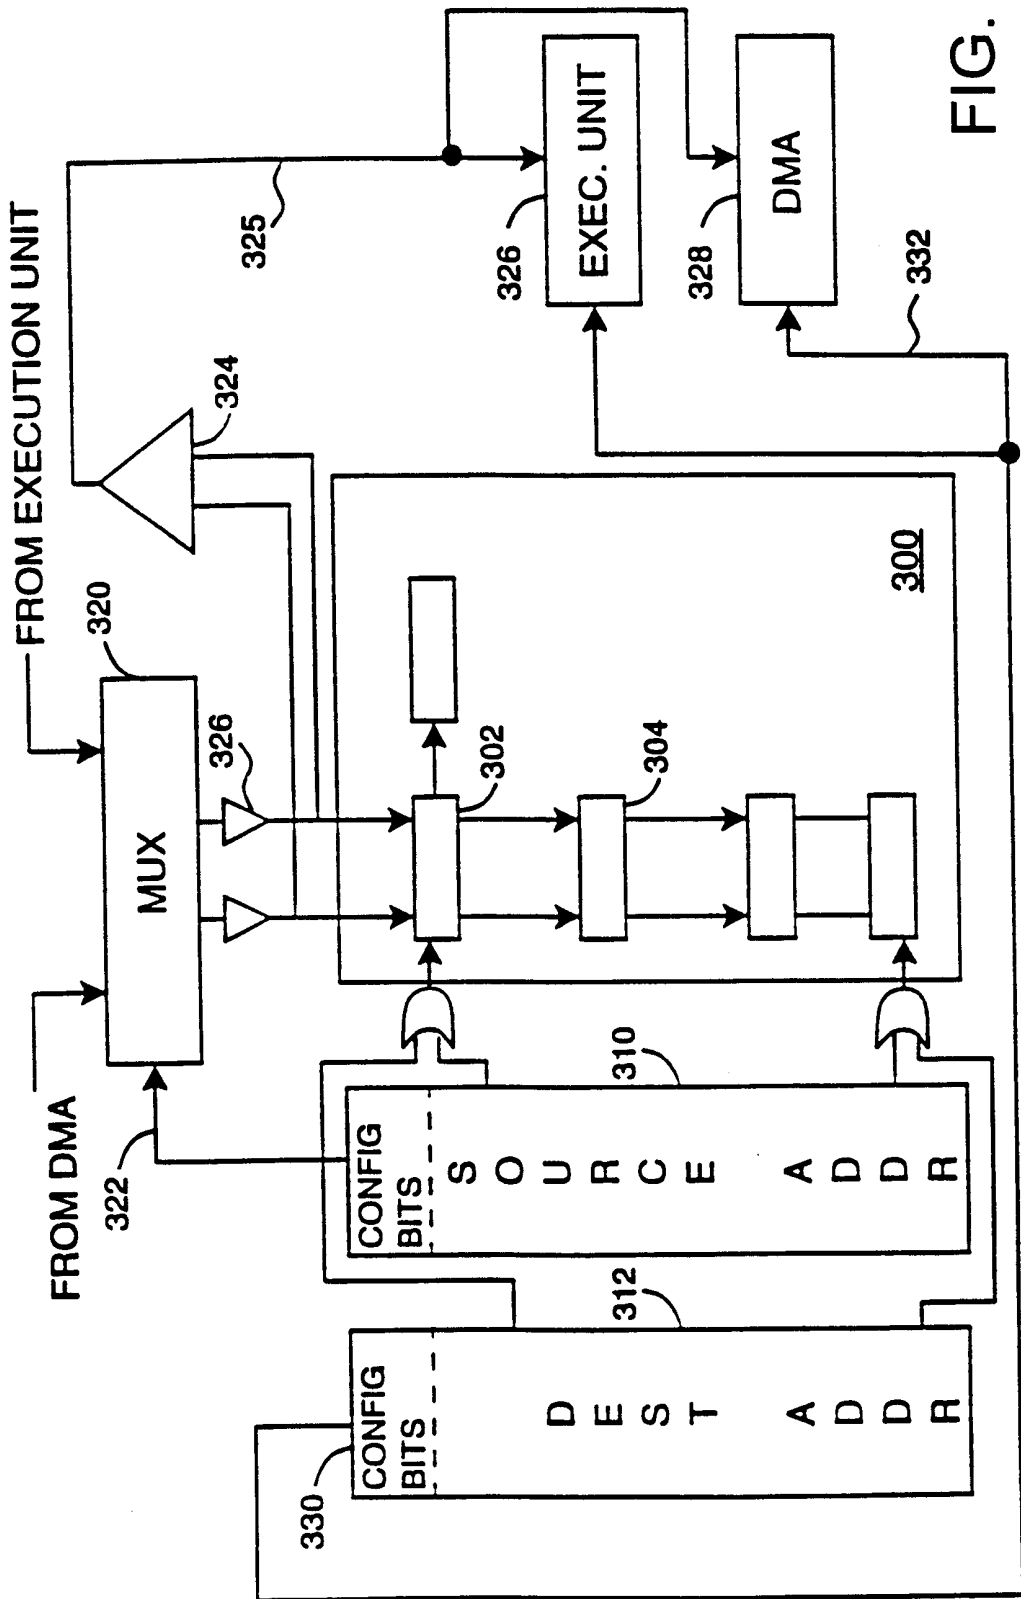 FROM EXECUTION UNIT
FROM DMA
320
MUX
322
326
324
325
326
EXEC. UNIT
328
DMA
332
300
302
304
310
CONFIG
BITS
SOURCE ADDR
312
330
CONFIG
BITS
DEST ADDR
FIG.